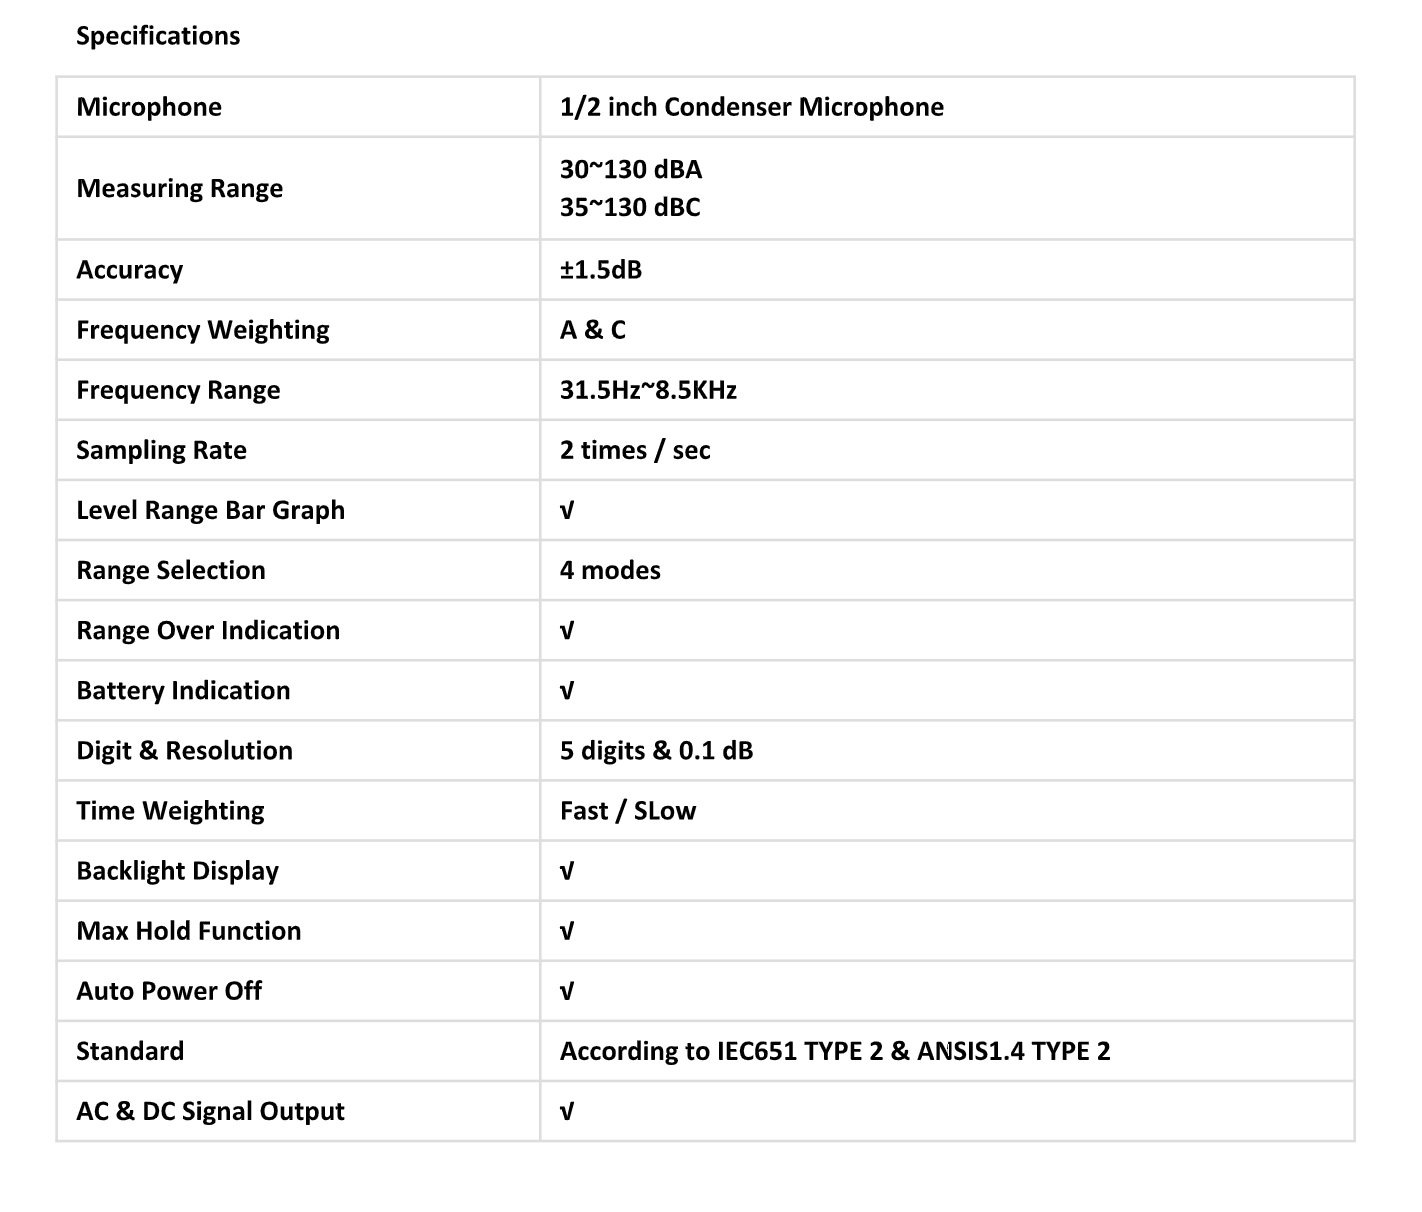 Specifications
Microphone
1/2 inch Condenser Microphone
Measuring Range
30~130 dBA
35~130 dBC
Accuracy
±1.5dB
Frequency Weighting
A & C
Frequency Range
31.5Hz~8.5KHz
Sampling Rate
2 times / sec
Level Range Bar Graph
√
Range Selection
4 modes
Range Over Indication
√
Battery Indication
√
Digit & Resolution
5 digits & 0.1 dB
Time Weighting
Fast / SLow
Backlight Display
√
Max Hold Function
√
Auto Power Off
√
Standard
According to IEC651 TYPE 2 & ANSIS1.4 TYPE 2
AC & DC Signal Output
√